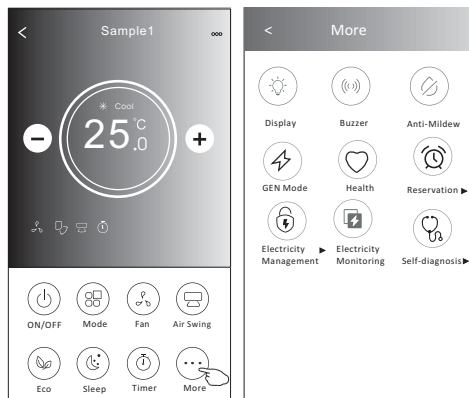 Sample1
Cool
25.0°C
ON/OFF Mode Fan Air Swing
Eco Sleep Timer More
More
Display Buzzer Anti-Mildew
GEN Mode Health Reservation ▶
Electricity Management ▶ Electricity Monitoring Self-diagnosis ▶